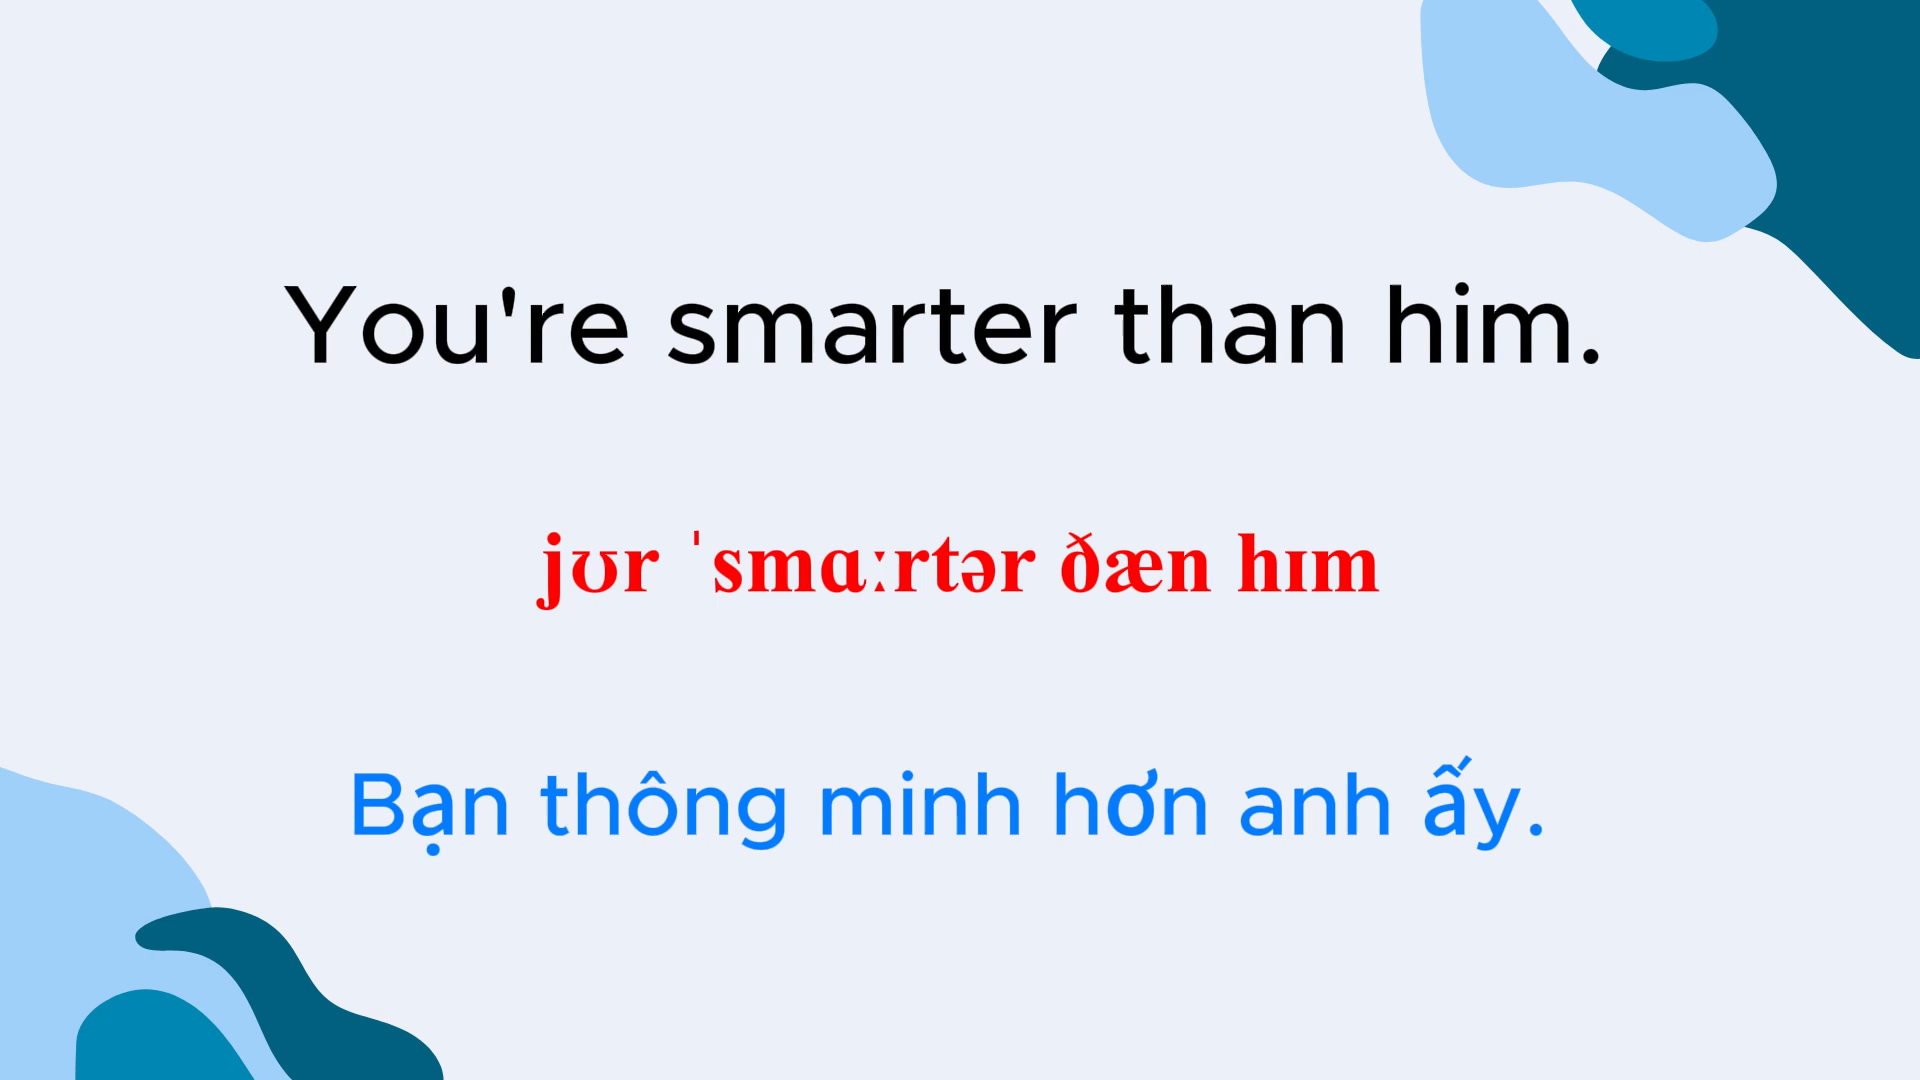 You're smarter than him.
jʊr ˈsmɑːrtər ðæn hɪm
Bạn thông minh hơn anh ấy.